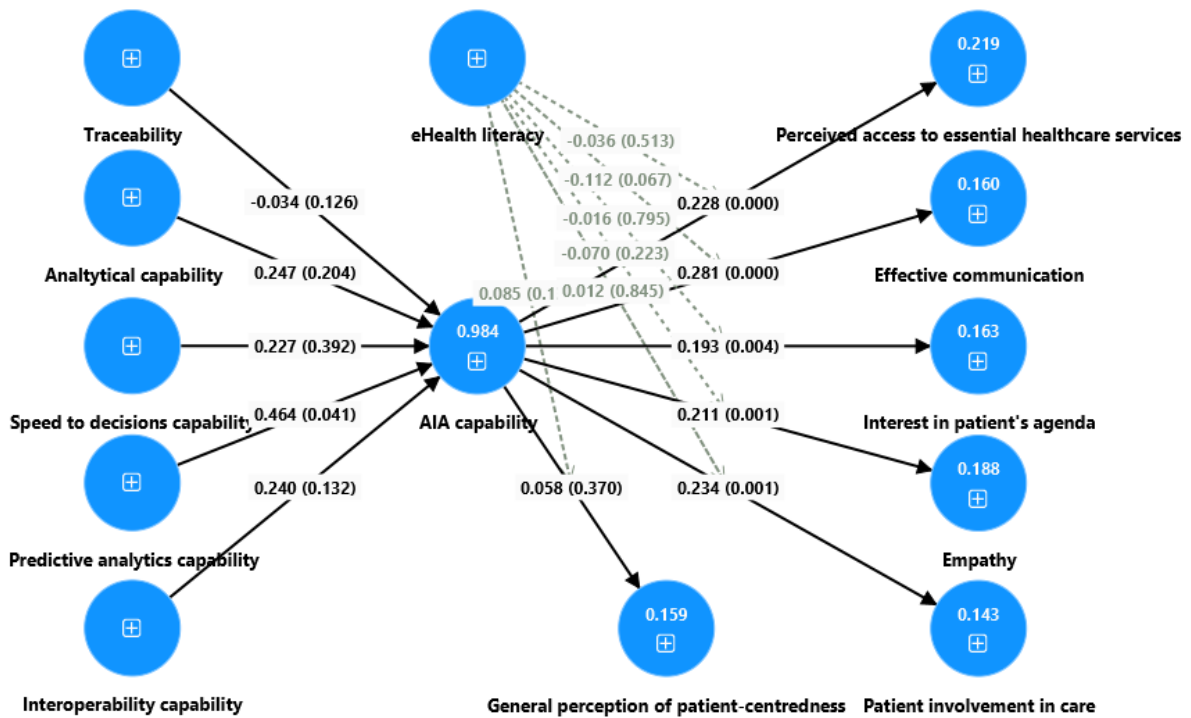 0.219
Traceability
eHealth literacy
Perceived access to essential healthcare services
-0.036 (0.513)
0.160
-0.112 (0.067)
-0.034 (0.126)
0.228 (0.000)
-0.016 (0.795)
-0.070 (0.223)
Analtytical capability
0.247 (0.204)
0.281 (0.000)
Effective communication
0.085 (0.1
0.012 (0.845)
0.984
0.163
0.227 (0.392)
0.193 (0.004)
Speed to decisions capability
0.464 (0.041)
AIA capability
0.211 (0.001)
Interest in patient's agenda
0.188
0.240 (0.132)
0.058 (0.370)
0.234 (0.001)
Predictive analytics capability
Empathy
0.159
0.143
Interoperability capability
General perception of patient-centredness
Patient involvement in care